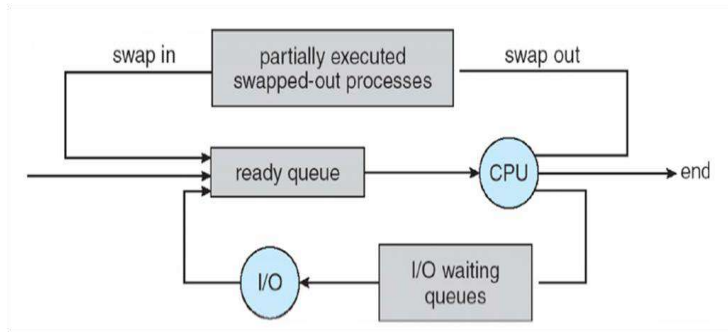 swap in
partially executed
swapped-out processes
swap out
ready queue
CPU
end
I/O
I/O waiting
queues